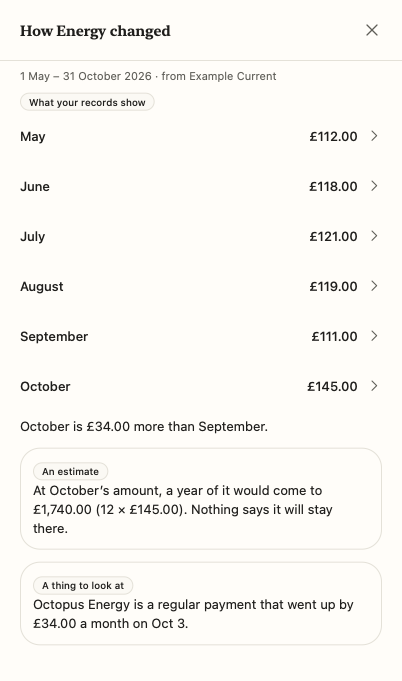 How Energy changed
1 May – 31 October 2026 · from Example Current
What your records show
May £112.00
June £118.00
July £121.00
August £119.00
September £111.00
October £145.00
October is £34.00 more than September.
An estimate
At October’s amount, a year of it would come to
£1,740.00 (12 × £145.00). Nothing says it will stay
there.
A thing to look at
Octopus Energy is a regular payment that went up by
£34.00 a month on Oct 3.